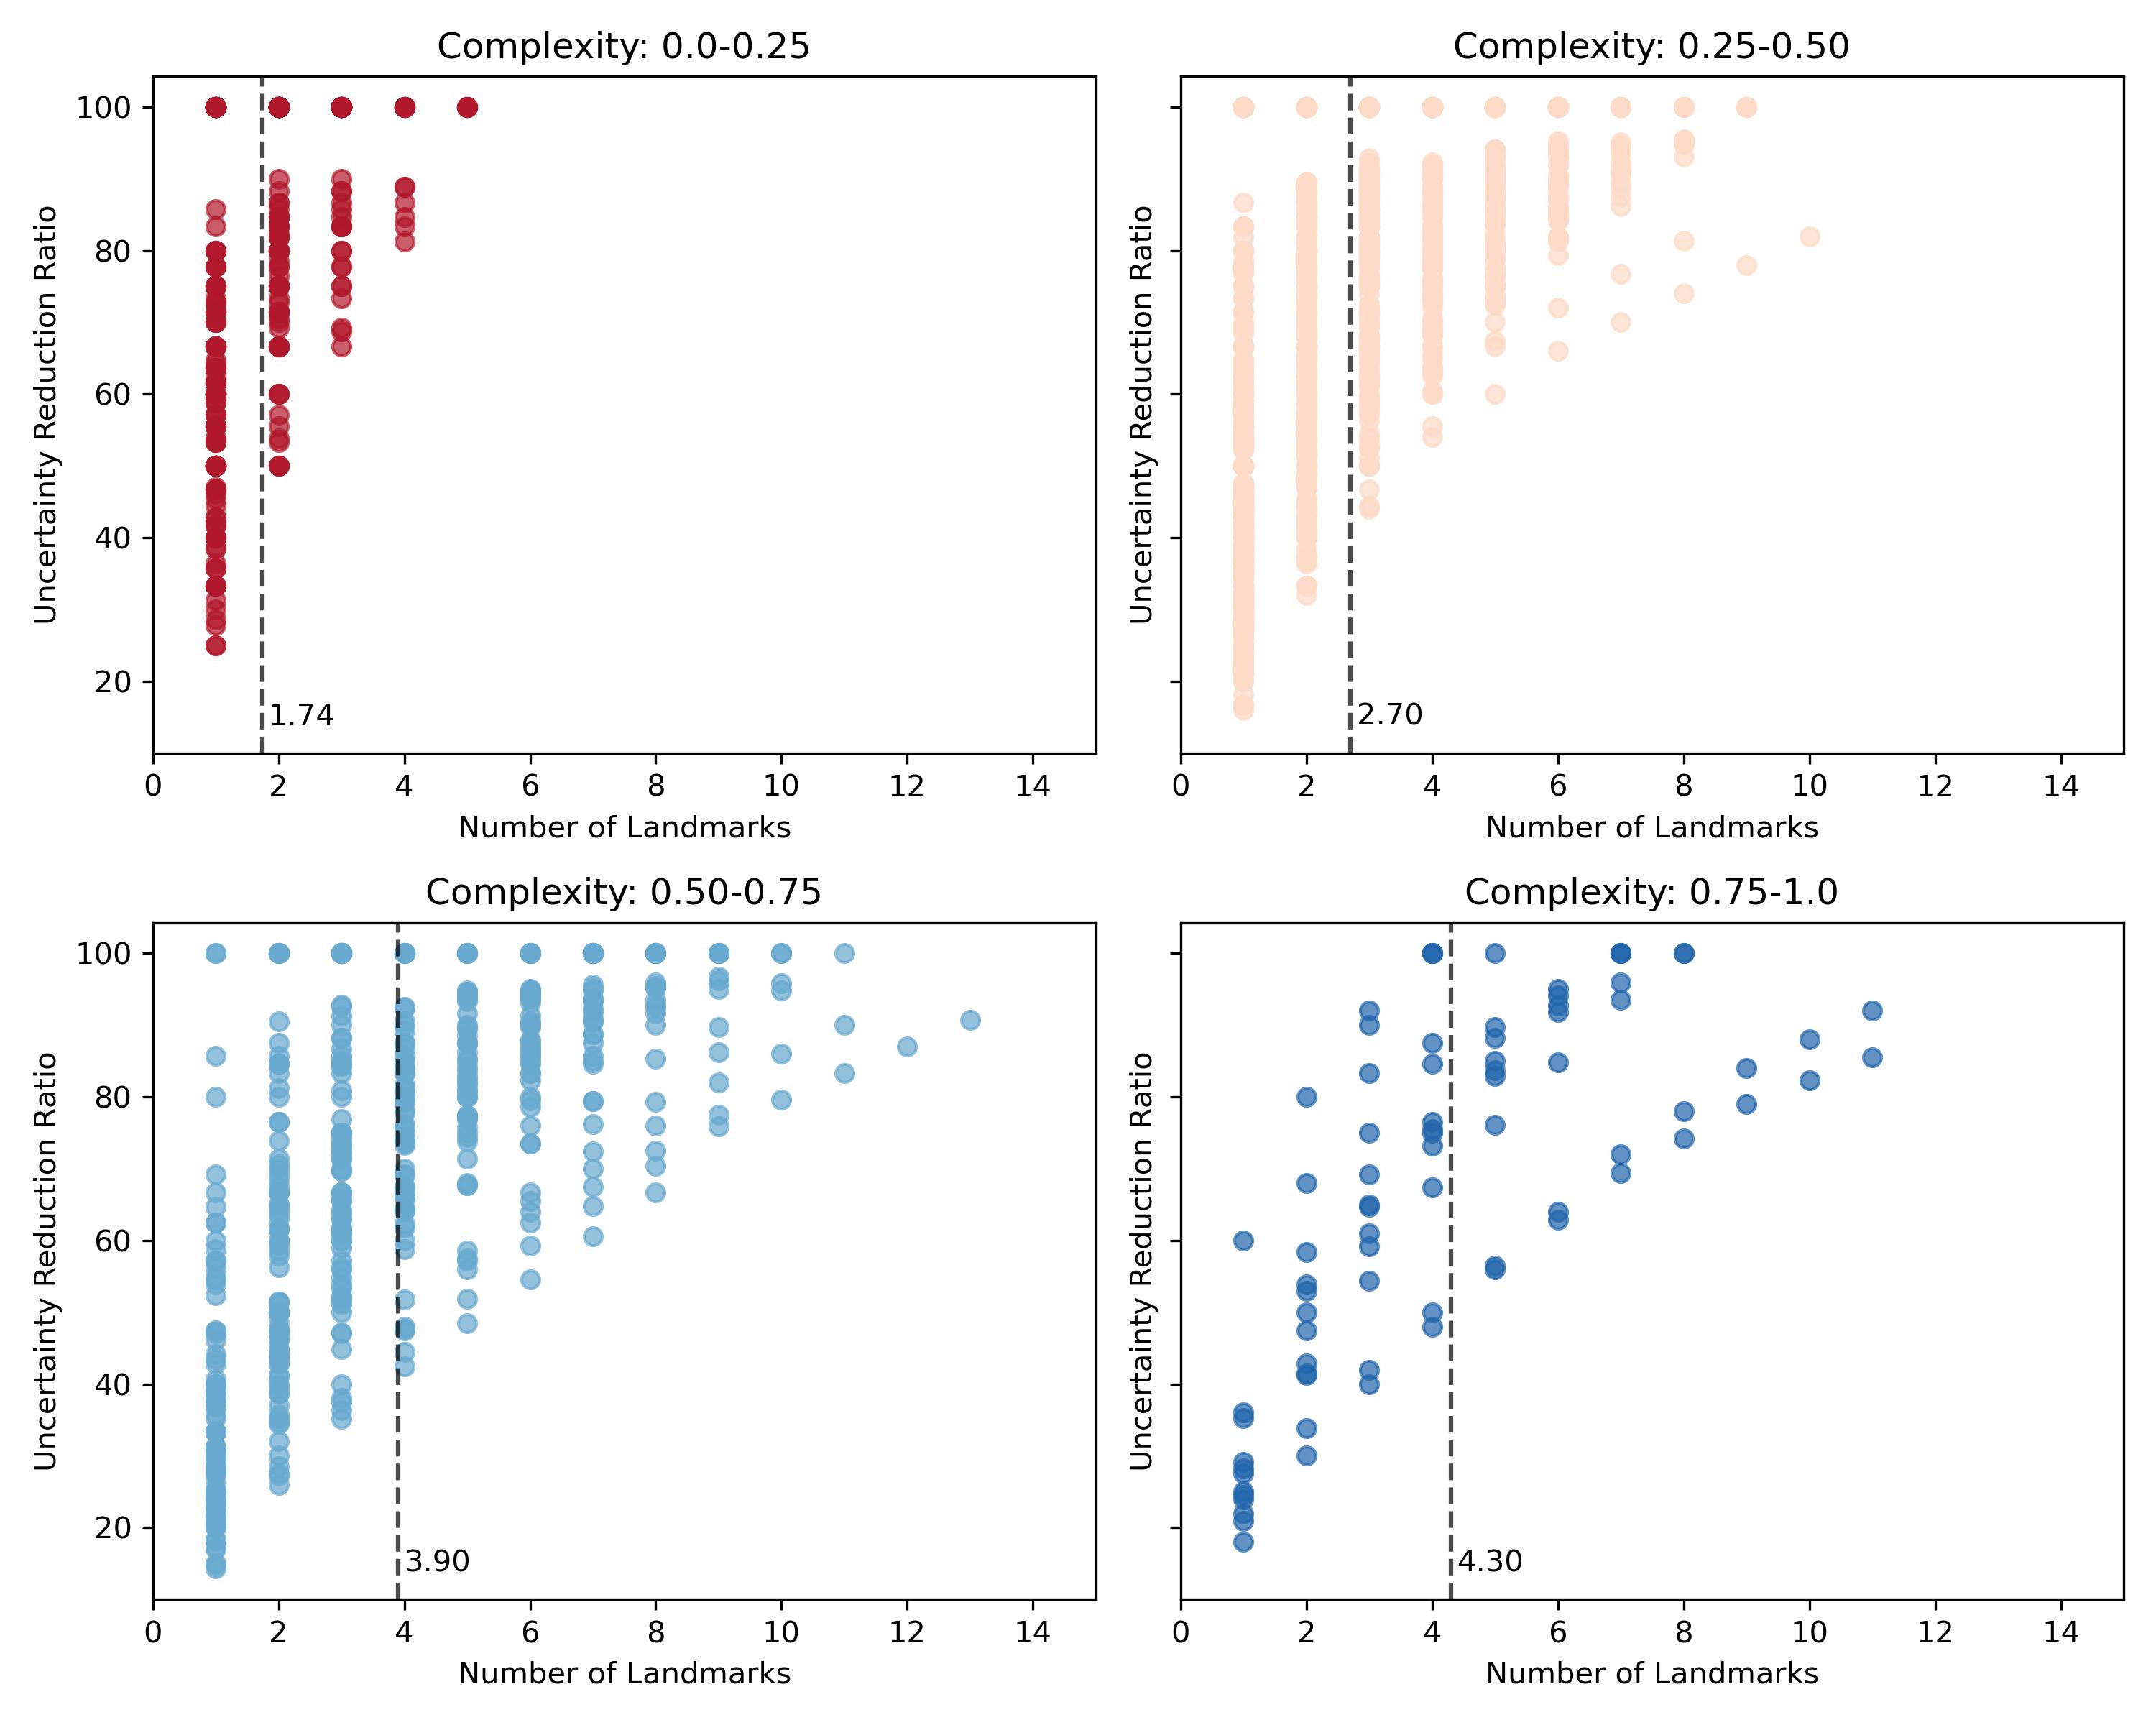 Complexity: 0.0-0.25
Uncertainty Reduction Ratio
100
80
60
40
20
1.74
0 2 4 6 8 10 12 14
Number of Landmarks
Complexity: 0.25-0.50
Uncertainty Reduction Ratio
2.70
0 2 4 6 8 10 12 14
Number of Landmarks
Complexity: 0.50-0.75
Uncertainty Reduction Ratio
100
80
60
40
20
3.90
0 2 4 6 8 10 12 14
Number of Landmarks
Complexity: 0.75-1.0
Uncertainty Reduction Ratio
4.30
0 2 4 6 8 10 12 14
Number of Landmarks